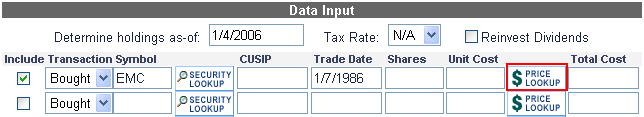 Data Input
Determine holdings as-of: 1/4/2006 Tax Rate: N/A Reinvest Dividends
Include Transaction Symbol CUSIP Trade Date Shares Unit Cost Total Cost
Bought EMC SECURITY LOOKUP 1/7/1986 $ PRICE LOOKUP
Bought SECURITY LOOKUP $ PRICE LOOKUP